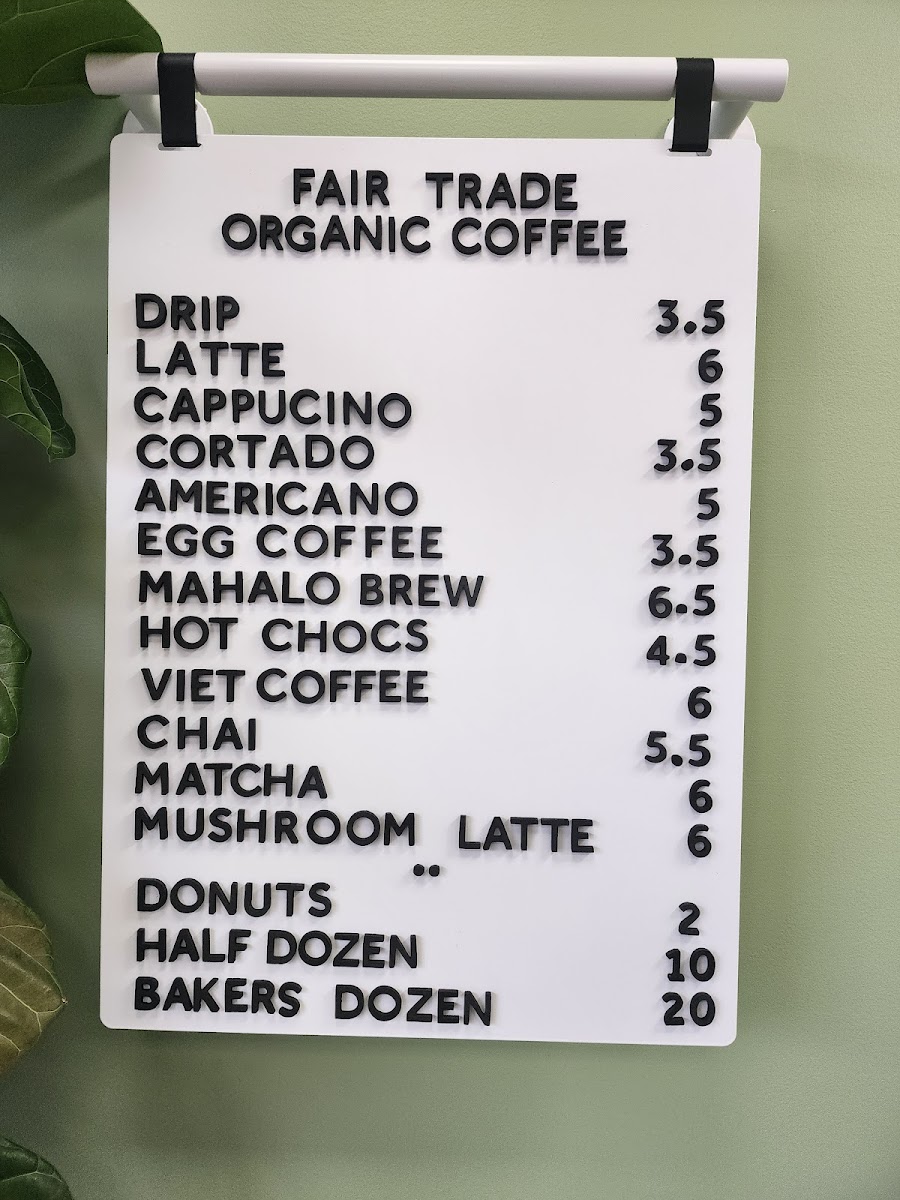 FAIR TRADE
ORGANIC COFFEE
DRIP 3.5
LATTE 6
CAPPUCINO 5
CORTADO 3.5
AMERICANO 5
EGG COFFEE 3.5
MAHALO BREW 6.5
HOT CHOCS 4.5
VIET COFFEE 6
CHAI 5.5
MATCHA 6
MUSHROOM LATTE 6
..
DONUTS 2
HALF DOZEN 10
BAKERS DOZEN 20